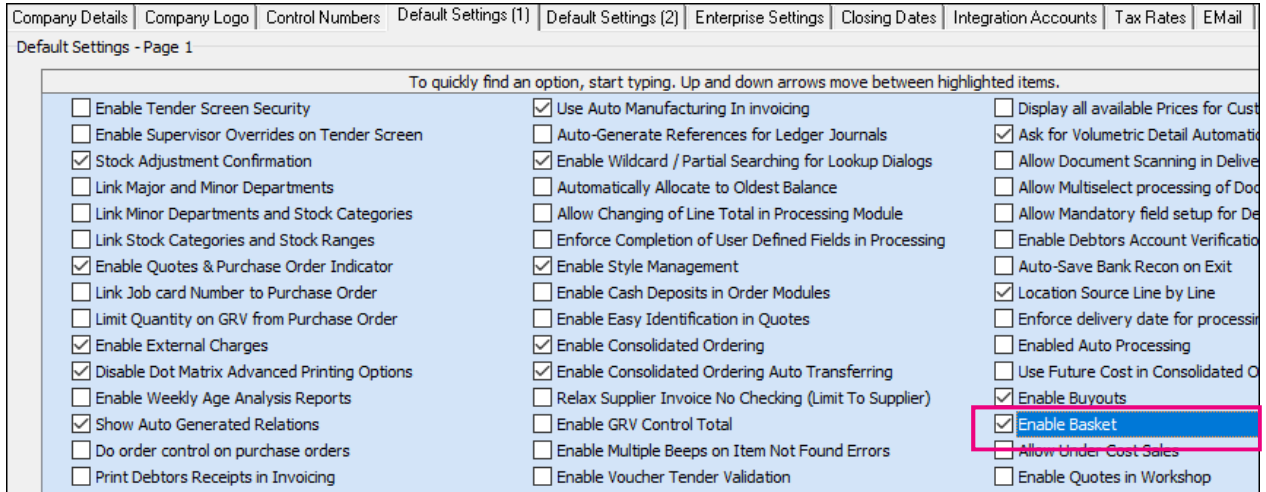 Company Details Company Logo Control Numbers Default Settings (1) Default Settings (2) Enterprise Settings Closing Dates Integration Accounts Tax Rates EMail
Default Settings - Page 1
To quickly find an option, start typing. Up and down arrows move between highlighted items.
Enable Tender Screen Security
Enable Supervisor Overrides on Tender Screen
Stock Adjustment Confirmation
Link Major and Minor Departments
Link Minor Departments and Stock Categories
Link Stock Categories and Stock Ranges
Enable Quotes & Purchase Order Indicator
Link Job card Number to Purchase Order
Limit Quantity on GRV from Purchase Order
Enable External Charges
Disable Dot Matrix Advanced Printing Options
Enable Weekly Age Analysis Reports
Show Auto Generated Relations
Do order control on purchase orders
Print Debtors Receipts in Invoicing
Use Auto Manufacturing In invoicing
Auto-Generate References for Ledger Journals
Enable Wildcard / Partial Searching for Lookup Dialogs
Automatically Allocate to Oldest Balance
Allow Changing of Line Total in Processing Module
Enforce Completion of User Defined Fields in Processing
Enable Style Management
Enable Cash Deposits in Order Modules
Enable Easy Identification in Quotes
Enable Consolidated Ordering
Enable Consolidated Ordering Auto Transferring
Relax Supplier Invoice No Checking (Limit To Supplier)
Enable GRV Control Total
Enable Multiple Beeps on Item Not Found Errors
Enable Voucher Tender Validation
Display all available Prices for Cust
Ask for Volumetric Detail Automatic
Allow Document Scanning in Delive
Allow Multiselect processing of Doc
Allow Mandatory field setup for De
Enable Debtors Account Verificatio
Auto-Save Bank Recon on Exit
Location Source Line by Line
Enforce delivery date for processin
Enabled Auto Processing
Use Future Cost in Consolidated O
Enable Buyouts
Enable Basket
Allow Under Cost Sales
Enable Quotes in Workshop